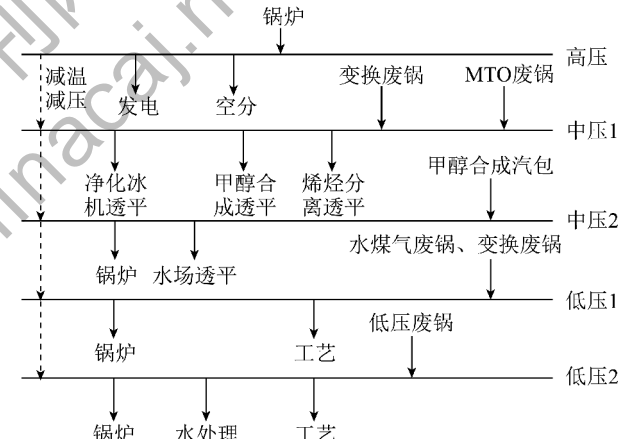 锅炉
高压
减温
减压
发电
空分
变换废锅
MTO废锅
中压1
净化冰
机透平
甲醇合
成透平
烯烃分
离透平
甲醇合成汽包
中压2
锅炉
水场透平
水煤气废锅、变换废锅
低压1
锅炉
工艺
低压废锅
低压2
锅炉
水处理
工艺